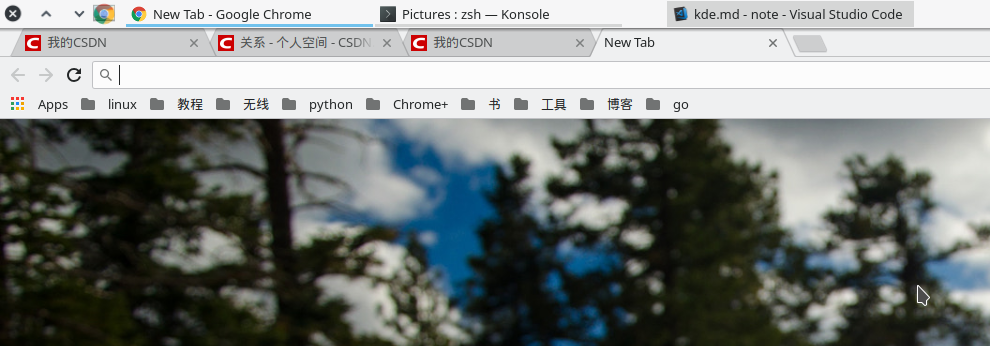 New Tab - Google Chrome Pictures : zsh — Konsole kde.md - note - Visual Studio Code
我的CSDN 关系 - 个人空间 - CSDN 我的CSDN New Tab
Apps linux 教程 无线 python Chrome+ 书 工具 博客 go